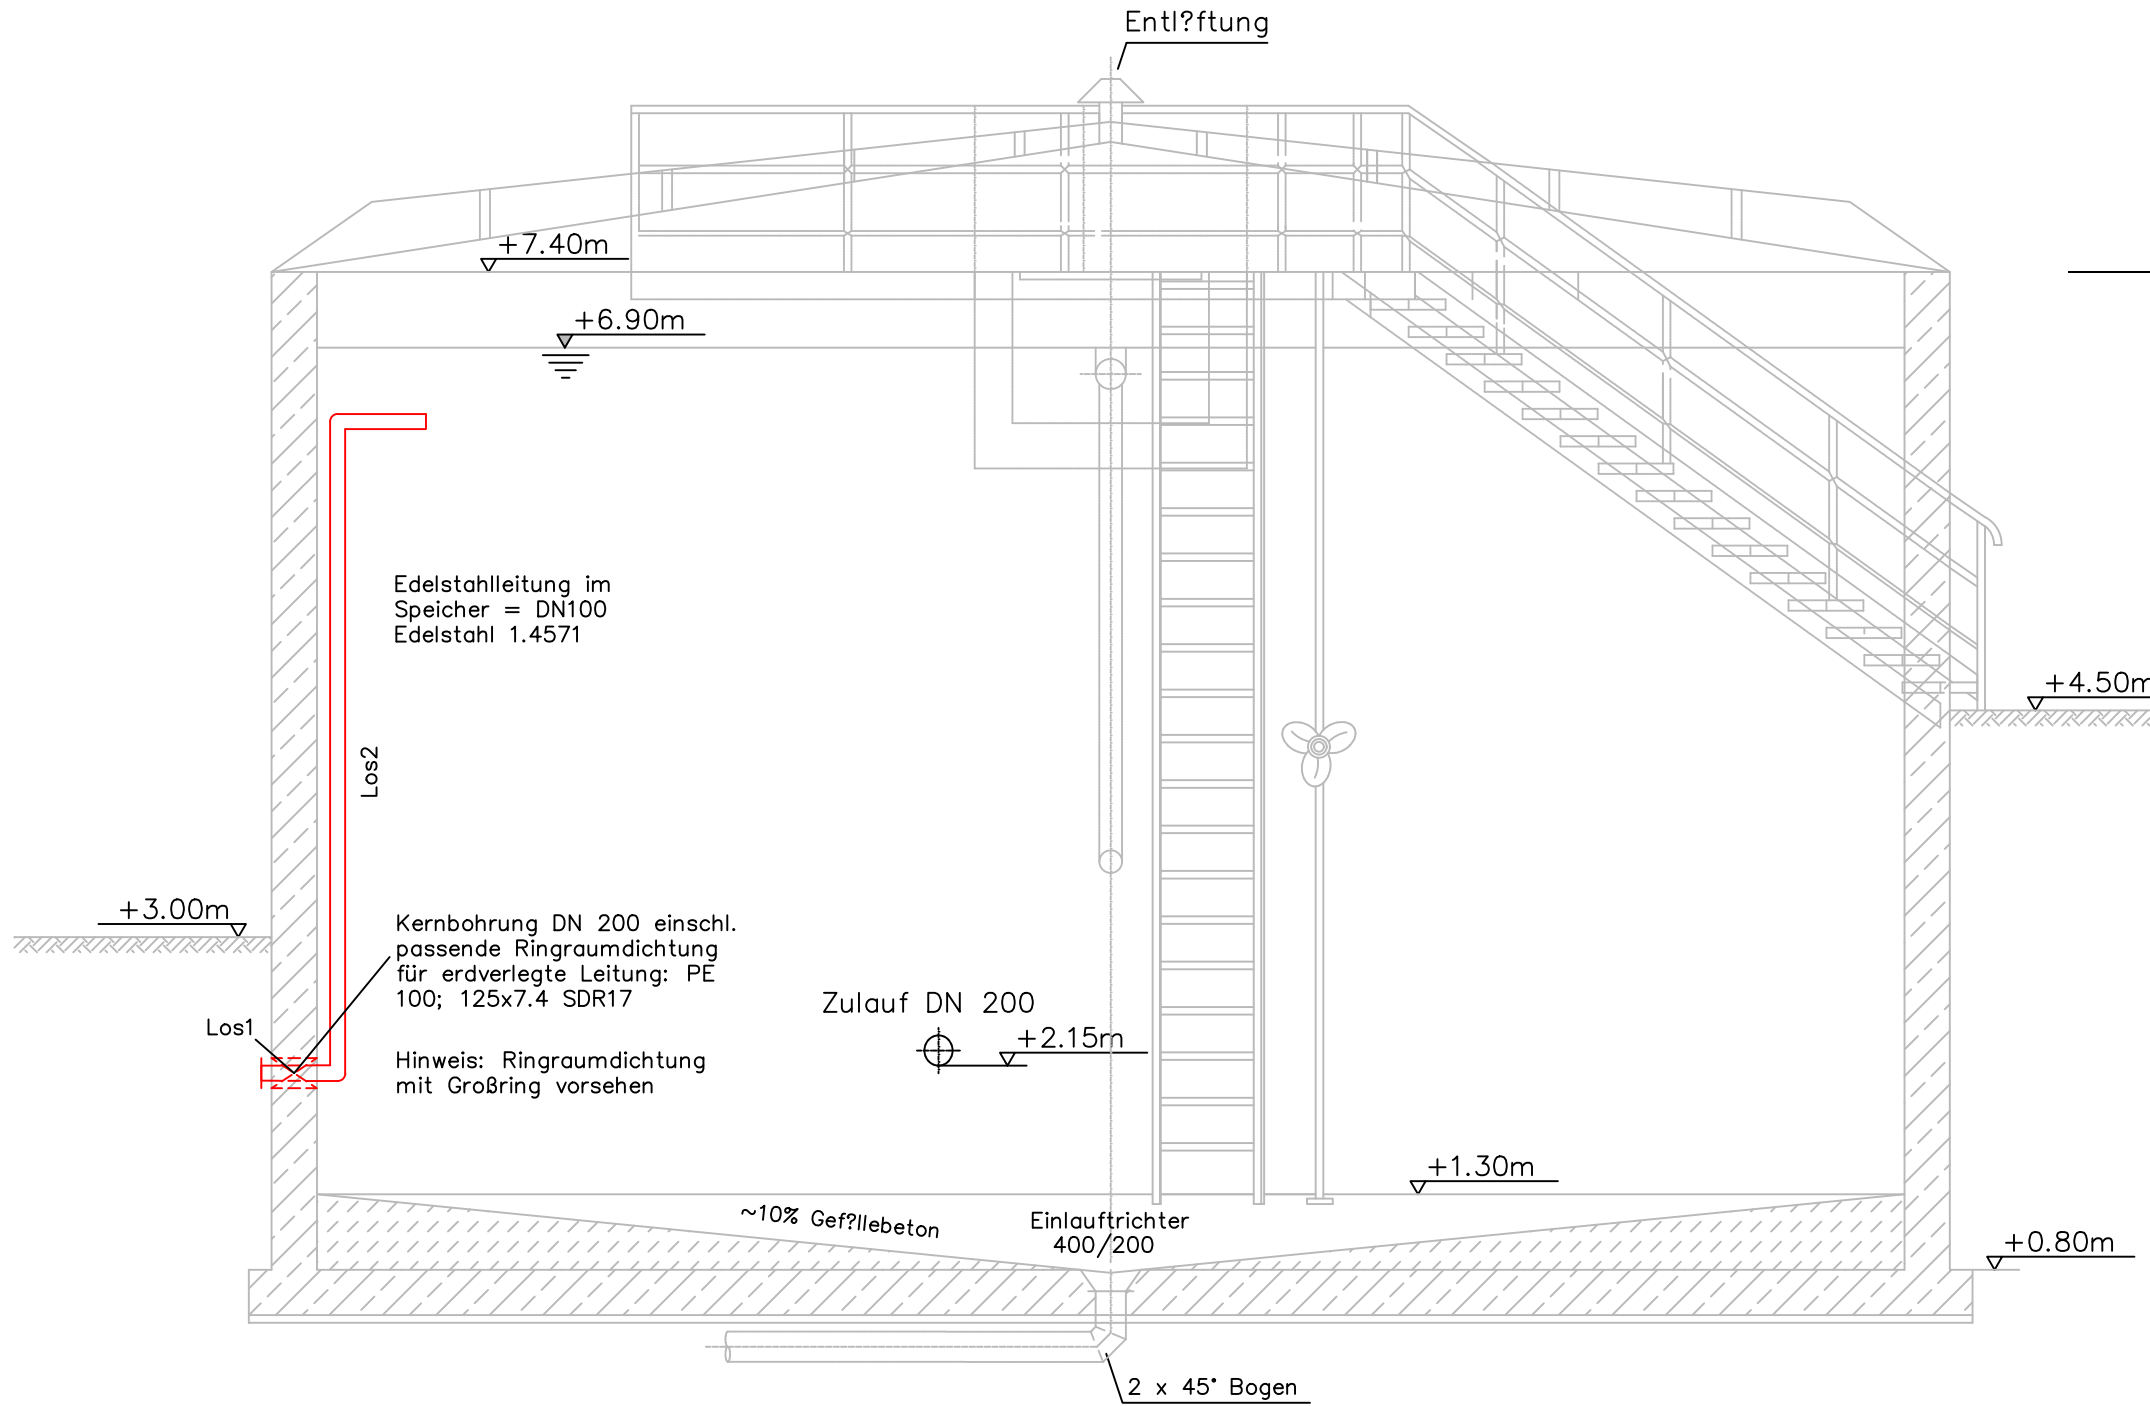 Entl?ftung
+7.40m
+6.90m
Edelstahlleitung im
Speicher = DN100
Edelstahl 1.4571
+4.50m
Los2
+3.00m
Kernbohrung DN 200 einschl.
passende Ringraumdichtung
für erdverlegte Leitung: PE
100; 125x7.4 SDR17
Los1
Hinweis: Ringraumdichtung
mit Großring vorsehen
Zulauf DN 200
+2.15m
+1.30m
~10% Gef?llebeton
Einlauftrichter
400/200
+0.80m
2 x 45° Bogen